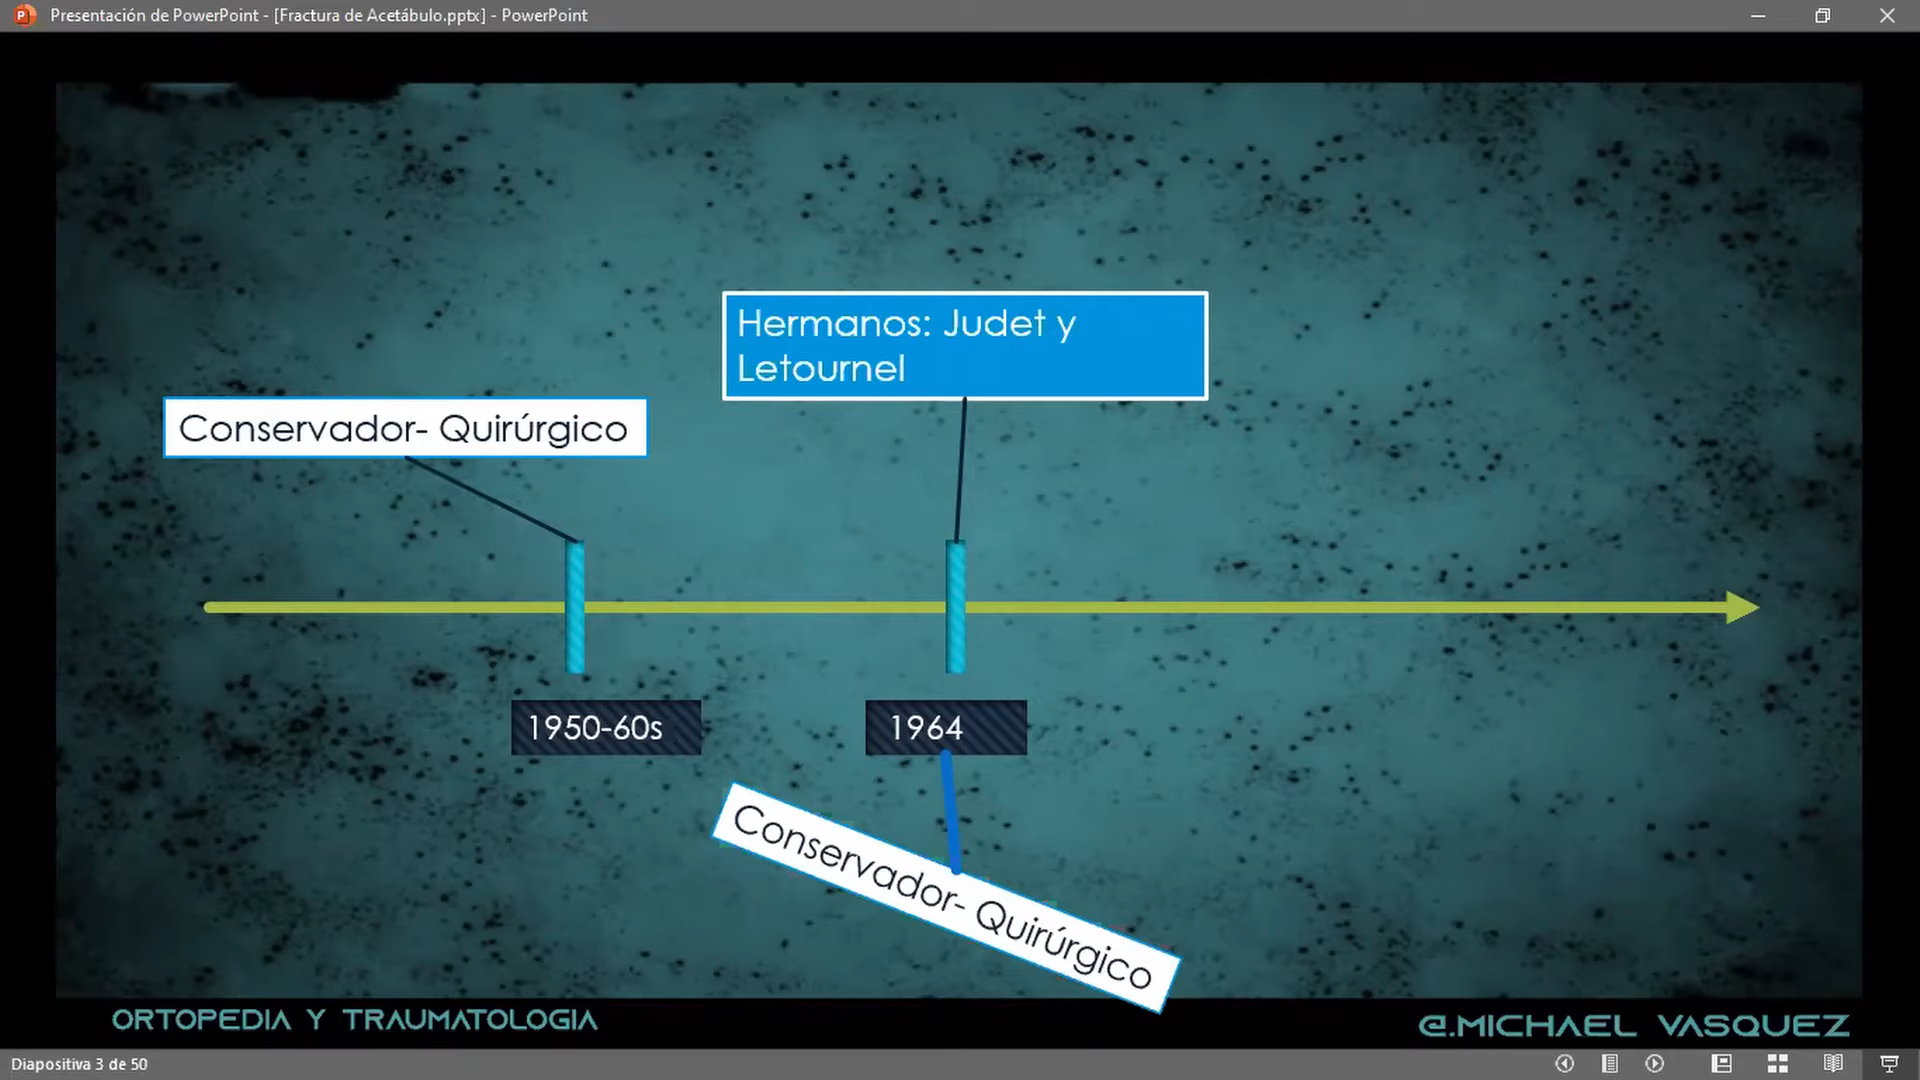 Presentación de PowerPoint - [Fractura de Acetábulo.pptx] - PowerPoint
Hermanos: Judet y
Letournel
Conservador- Quirúrgico
1950-60s
1964
Conservador- Quirúrgico
ORTOPEDIA Y TRAUMATOLOGIA
@.MICHAEL VASQUEZ
Diapositiva 3 de 50